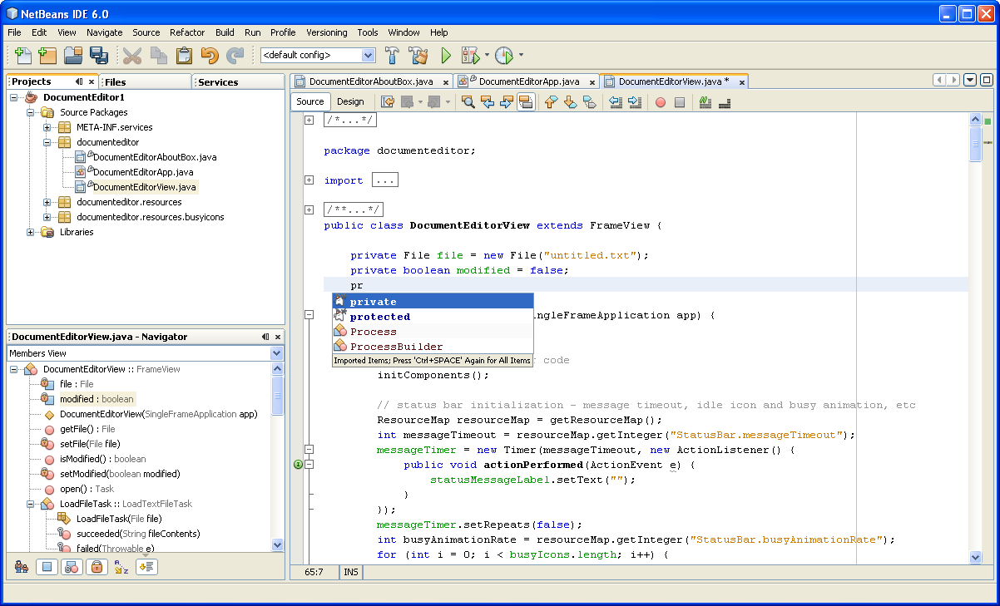 NetBeans IDE 6.0
File Edit View Navigate Source Refactor Build Run Profile Versioning Tools Window Help
<default config>
Projects
Files
Services
DocumentEditor1
Source Packages
META-INF.services
documenteditor
DocumentEditorAboutBox.java
DocumentEditorApp.java
DocumentEditorView.java
documenteditor.resources
documenteditor.resources.busyicons
Libraries
DocumentEditorView.java - Navigator
Members View
DocumentEditorView :: FrameView
file : File
modified : boolean
DocumentEditorView(SingleFrameApplication app)
getFile() : File
setFile(File file)
isModified() : boolean
setModified(boolean modified)
open() : Task
LoadFileTask :: LoadTextFileTask
LoadFileTask(File file)
succeeded(String fileContents)
failed(Throwable e)
DocumentEditorAboutBox.java
DocumentEditorApp.java
DocumentEditorView.java *
Source Design
/*...*/
package documenteditor;
import ...
/**...*/
public class DocumentEditorView extends FrameView {
private File file = new File("untitled.txt");
private boolean modified = false;
pr
private
protected
Process
ProcessBuilder
Imported Items; Press 'Ctrl+SPACE' Again for All Items
ngleFrameApplication app) {
code
initComponents();
// status bar initialization - message timeout, idle icon and busy animation, etc
ResourceMap resourceMap = getResourceMap();
int messageTimeout = resourceMap.getInteger("StatusBar.messageTimeout");
messageTimer = new Timer(messageTimeout, new ActionListener() {
public void actionPerformed(ActionEvent e) {
statusMessageLabel.setText("");
}
});
messageTimer.setRepeats(false);
int busyAnimationRate = resourceMap.getInteger("StatusBar.busyAnimationRate");
for (int i = 0; i < busyIcons.length; i++) {
65:7 INS